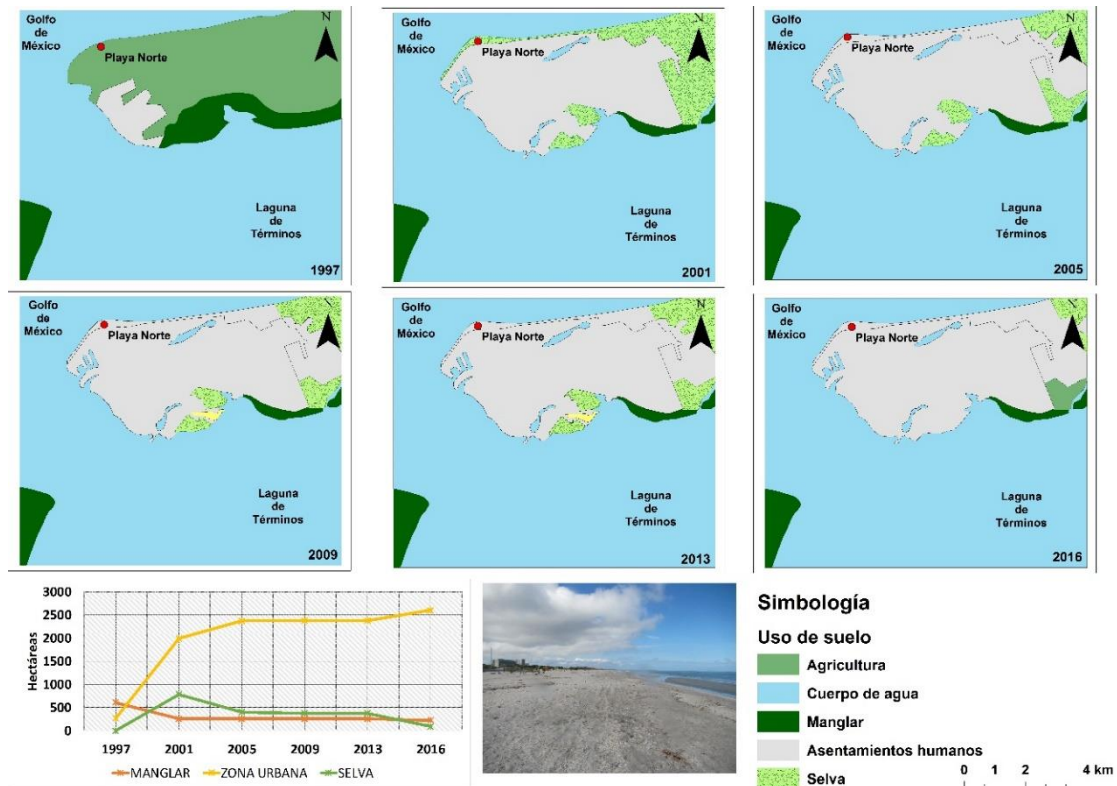 Golfo
de
México
N
Playa Norte
Laguna
de
Términos
1997
Golfo
de
México
N
Playa Norte
Laguna
de
Términos
2001
Golfo
de
México
N
Playa Norte
Laguna
de
Términos
2005
Golfo
de
México
N
Playa Norte
Laguna
de
Términos
2009
Golfo
de
México
N
Playa Norte
Laguna
de
Términos
2013
Golfo
de
México
N
Playa Norte
Laguna
de
Términos
2016
Hectáreas
3000
2500
2000
1500
1000
500
0
1997 2001 2005 2009 2013 2016
MANGLAR ZONA URBANA SELVA
Simbología
Uso de suelo
Agricultura
Cuerpo de agua
Manglar
Asentamientos humanos
Selva
0 1 2 4 km